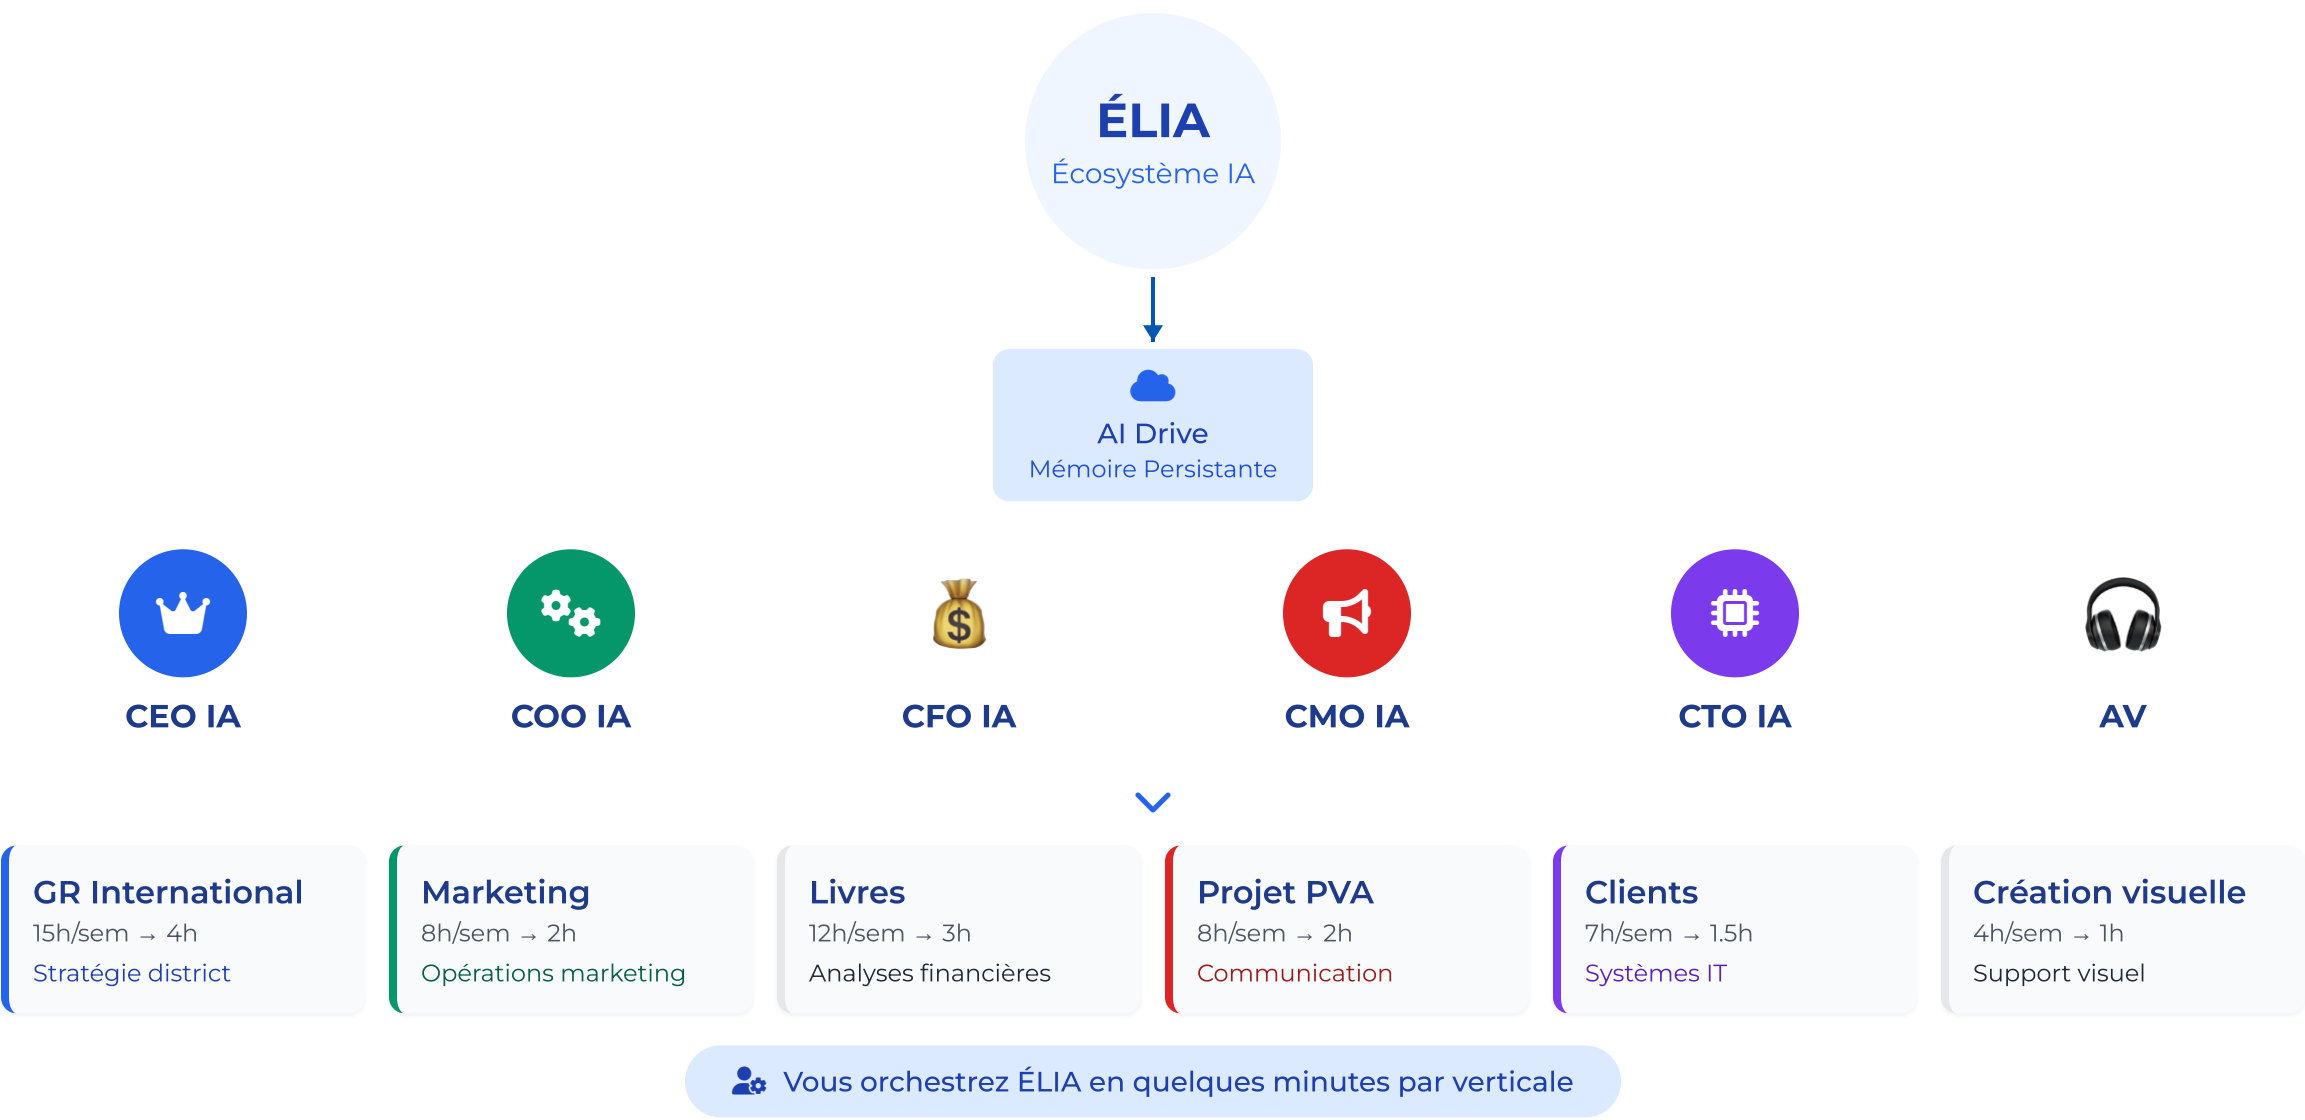 ÉLIA
Écosystème IA
AI Drive
Mémoire Persistante
CEO IA
COO IA
CFO IA
CMO IA
CTO IA
AV
GR International
15h/sem → 4h
Stratégie district
Marketing
8h/sem → 2h
Opérations marketing
Livres
12h/sem → 3h
Analyses financières
Projet PVA
8h/sem → 2h
Communication
Clients
7h/sem → 1.5h
Systèmes IT
Création visuelle
4h/sem → 1h
Support visuel
Vous orchestrez ÉLIA en quelques minutes par verticale